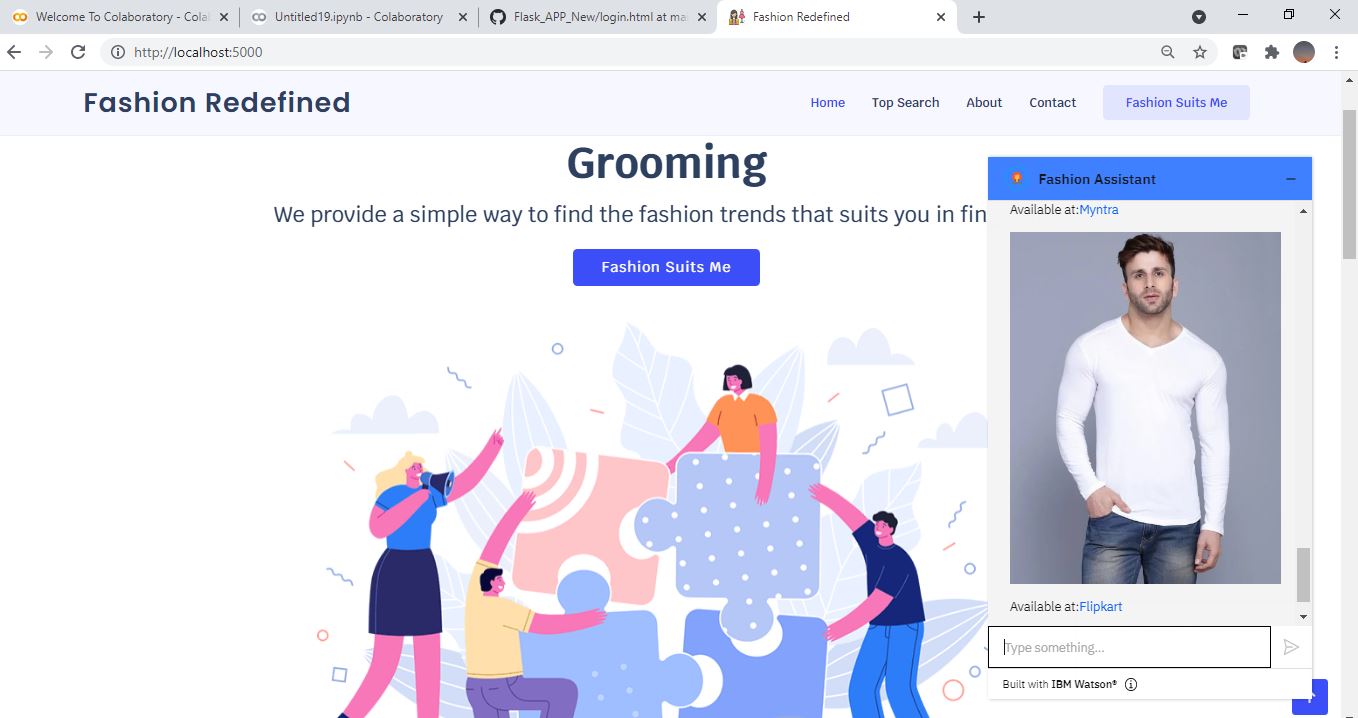 Welcome To Colaboratory - Cola
Untitled19.ipynb - Colaboratory
Flask_APP_New/login.html at mai
Fashion Redefined
http://localhost:5000
Fashion Redefined
Home
Top Search
About
Contact
Fashion Suits Me
Grooming
We provide a simple way to find the fashion trends that suits you in fin
Fashion Suits Me
Fashion Assistant
Available at:Myntra
Available at:Flipkart
Type something...
Built with IBM Watson®